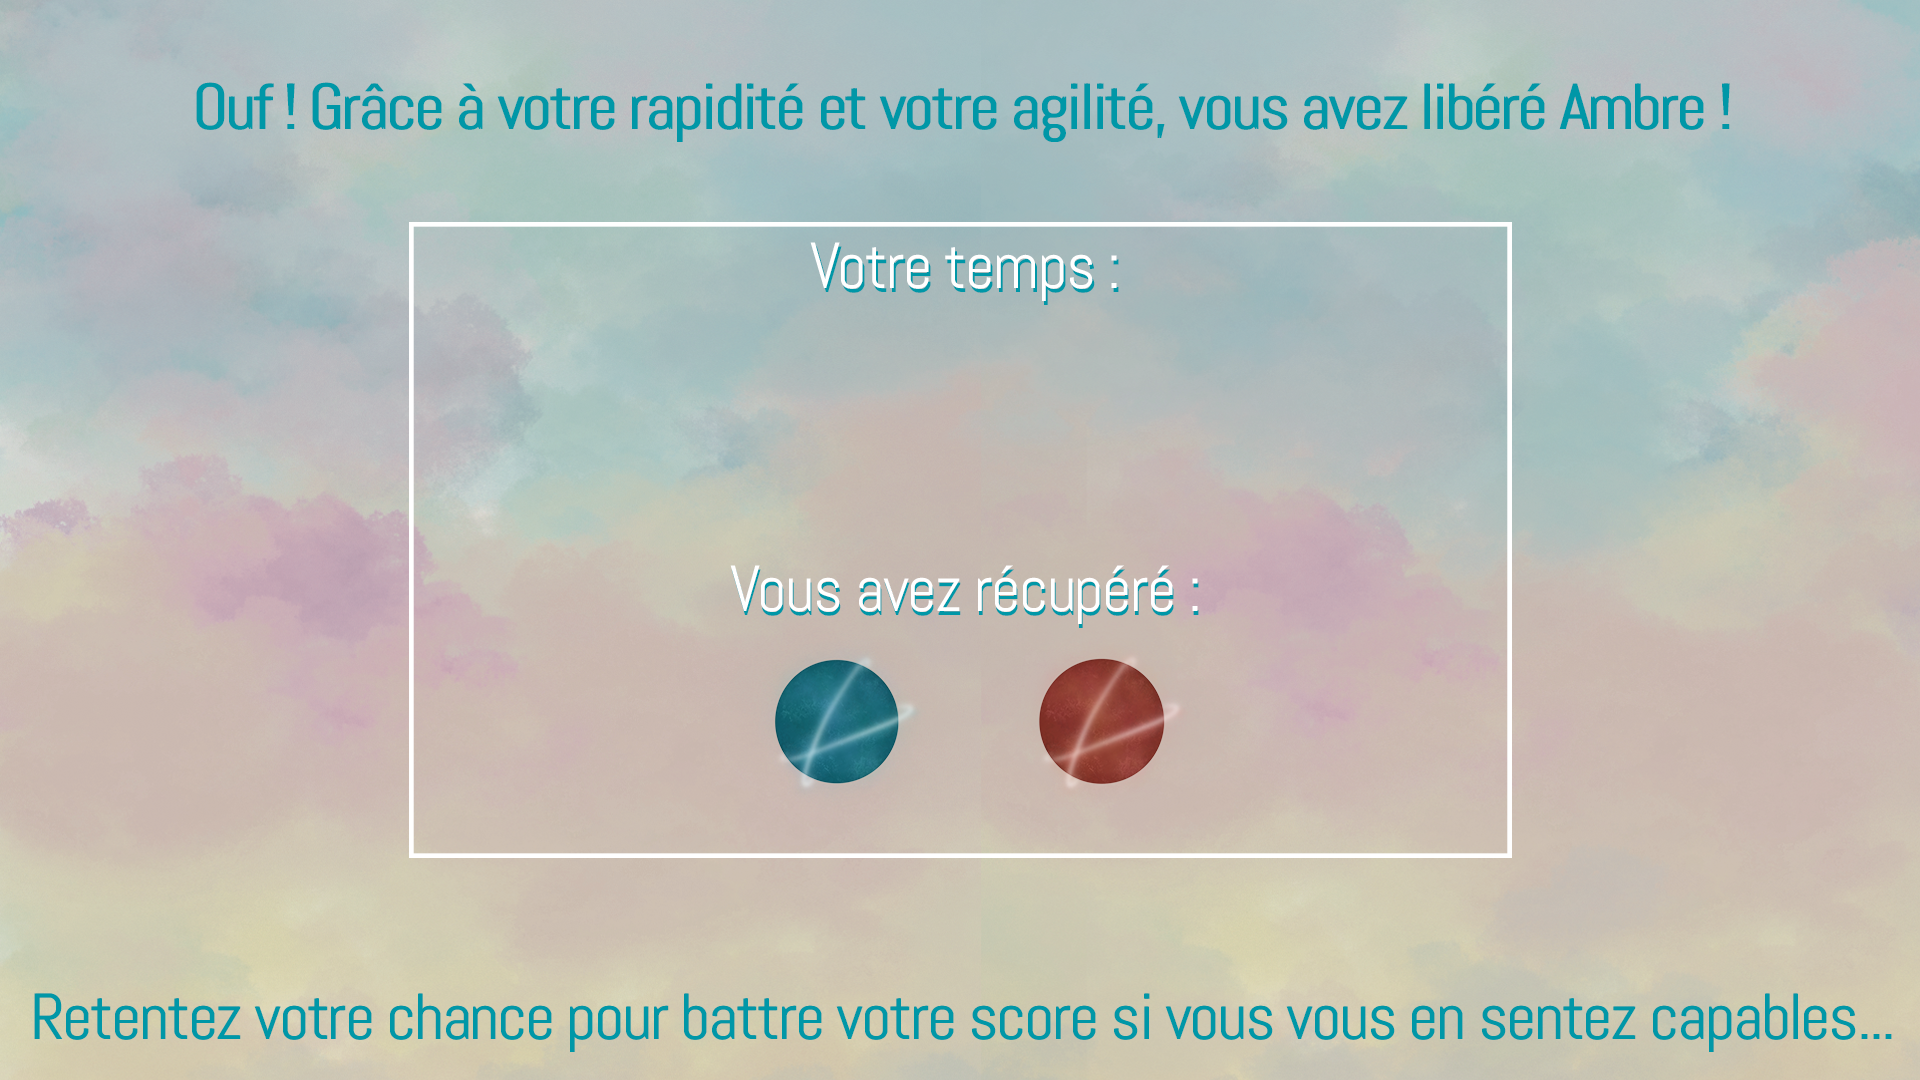 Ouf ! Grâce à votre rapidité et votre agilité, vous avez libéré Ambre !
Votre temps :
Vous avez récupéré :
Retentez votre chance pour battre votre score si vous vous en sentez capables...